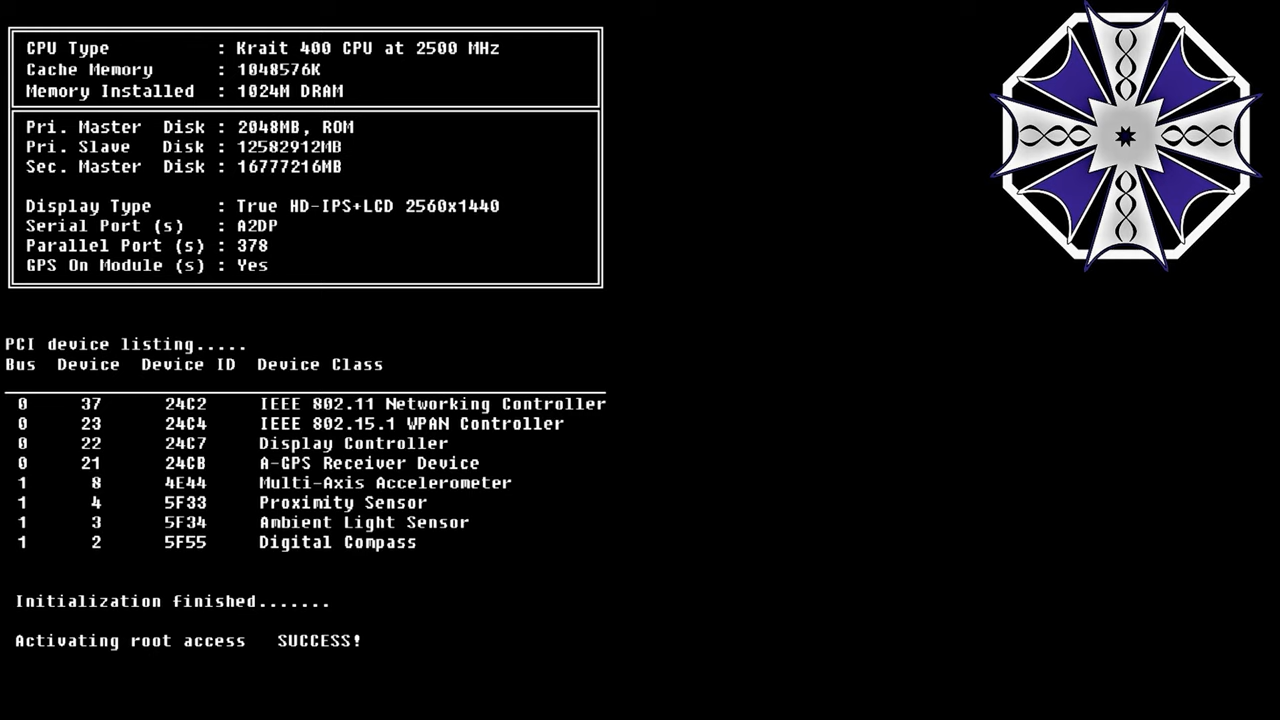 CPU Type : Krait 400 CPU at 2500 MHz
Cache Memory : 1048576K
Memory Installed : 1024M DRAM
Pri. Master Disk : 2048MB, ROM
Pri. Slave Disk : 12582912MB
Sec. Master Disk : 16777216MB
Display Type : True HD-IPS+LCD 2560x1440
Serial Port (s) : A2DP
Parallel Port (s) : 378
GPS On Module (s) : Yes
PCI device listing.....
Bus Device Device ID Device Class
0 37 24C2 IEEE 802.11 Networking Controller
0 23 24C4 IEEE 802.15.1 WPAN Controller
0 22 24C7 Display Controller
0 21 24CB A-GPS Receiver Device
1 8 4E44 Multi-Axis Accelerometer
1 4 5F33 Proximity Sensor
1 3 5F34 Ambient Light Sensor
1 2 5F55 Digital Compass
Initialization finished.......
Activating root access SUCCESS!